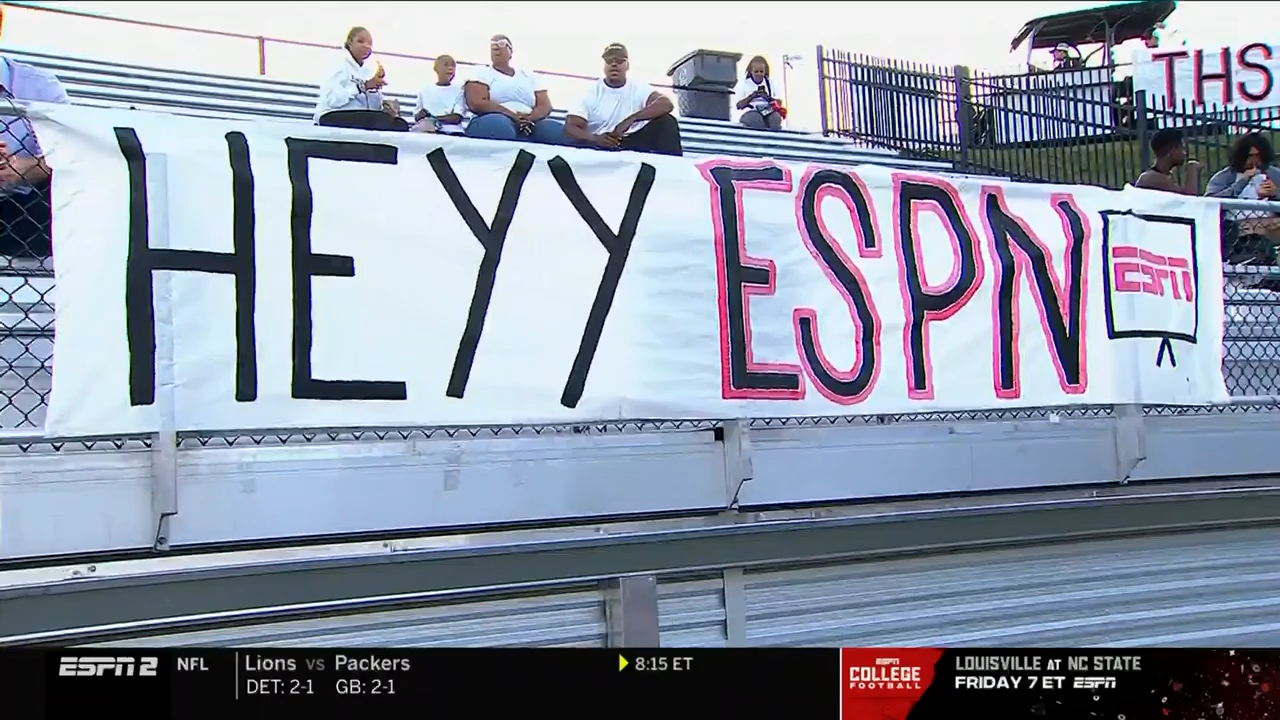 THS
HEYY ESPN ESPN
ESPN2 NFL Lions vs Packers 8:15 ET
DET: 2-1 GB: 2-1
ESPN COLLEGE FOOTBALL
LOUISVILLE AT NC STATE
FRIDAY 7 ET ESPN